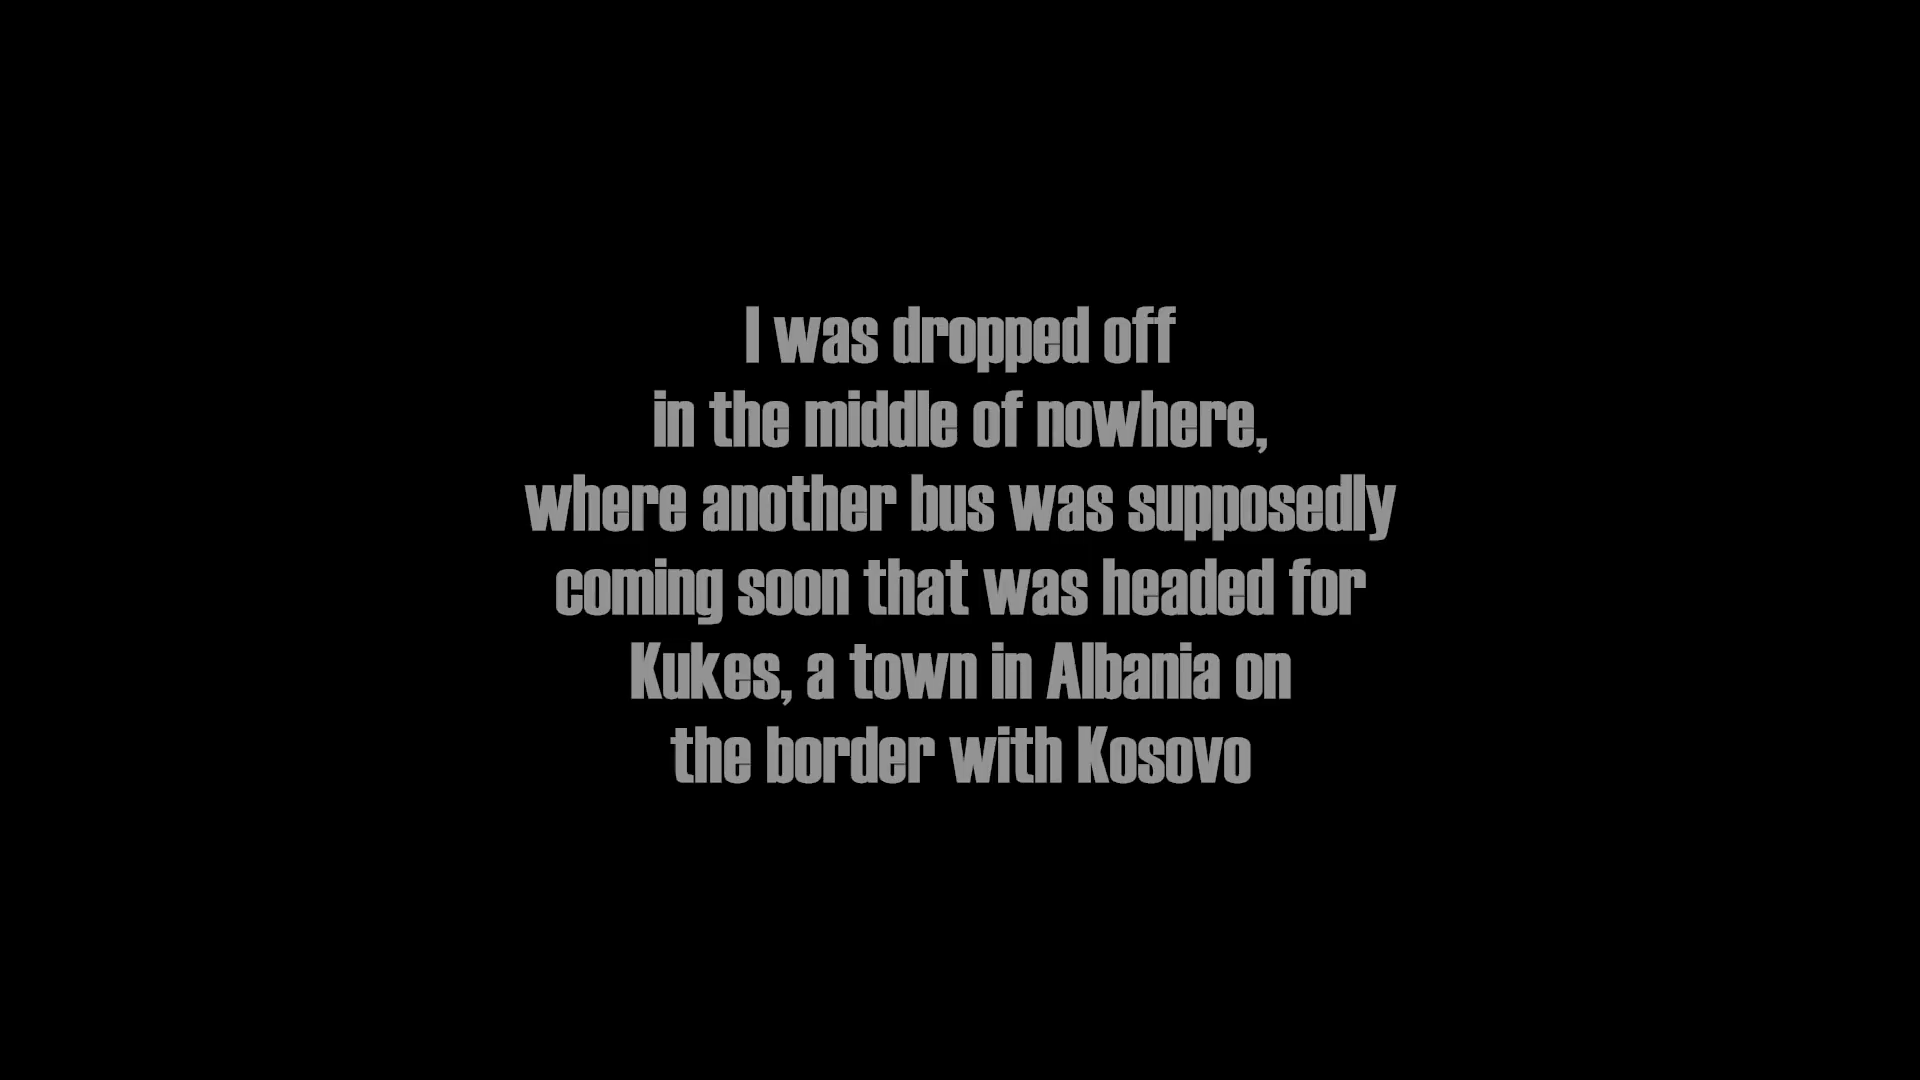 I was dropped off
in the middle of nowhere,
where another bus was supposedly
coming soon that was headed for
Kukes, a town in Albania on
the border with Kosovo